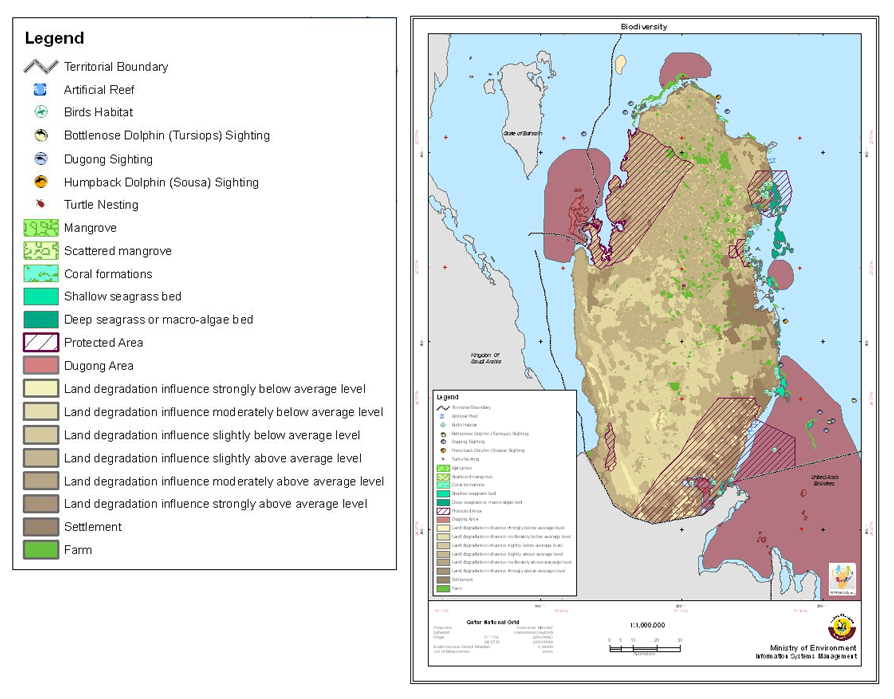 Legend
Territorial Boundary
Artificial Reef
Birds Habitat
Bottlenose Dolphin (Tursiops) Sighting
Dugong Sighting
Humpback Dolphin (Sousa) Sighting
Turtle Nesting
Mangrove
Scattered mangrove
Coral formations
Shallow seagrass bed
Deep seagrass or macro-algae bed
Protected Area
Dugong Area
Land degradation influence strongly below average level
Land degradation influence moderately below average level
Land degradation influence slightly below average level
Land degradation influence slightly above average level
Land degradation influence moderately above average level
Land degradation influence strongly above average level
Settlement
Farm
Biodiversity
State of Bahrain
Kingdom Of
Saudi Arabia
United Arab
Emirates
Legend
Territorial Boundary
Artificial Reef
Birds Habitat
Bottlenose Dolphin (Tursiops) Sighting
Dugong Sighting
Humpback Dolphin (Sousa) Sighting
Turtle Nesting
Mangrove
Scattered mangrove
Coral formations
Shallow seagrass bed
Deep seagrass or macro-algae bed
Protected Area
Dugong Area
Land degradation influence strongly below average level
Land degradation influence moderately below average level
Land degradation influence slightly below average level
Land degradation influence slightly above average level
Land degradation influence moderately above average level
Land degradation influence strongly above average level
Settlement
Farm
Qatar National Grid
1:1,000,000
0 5 10 20 30
Ministry of Environment
Information Systems Management